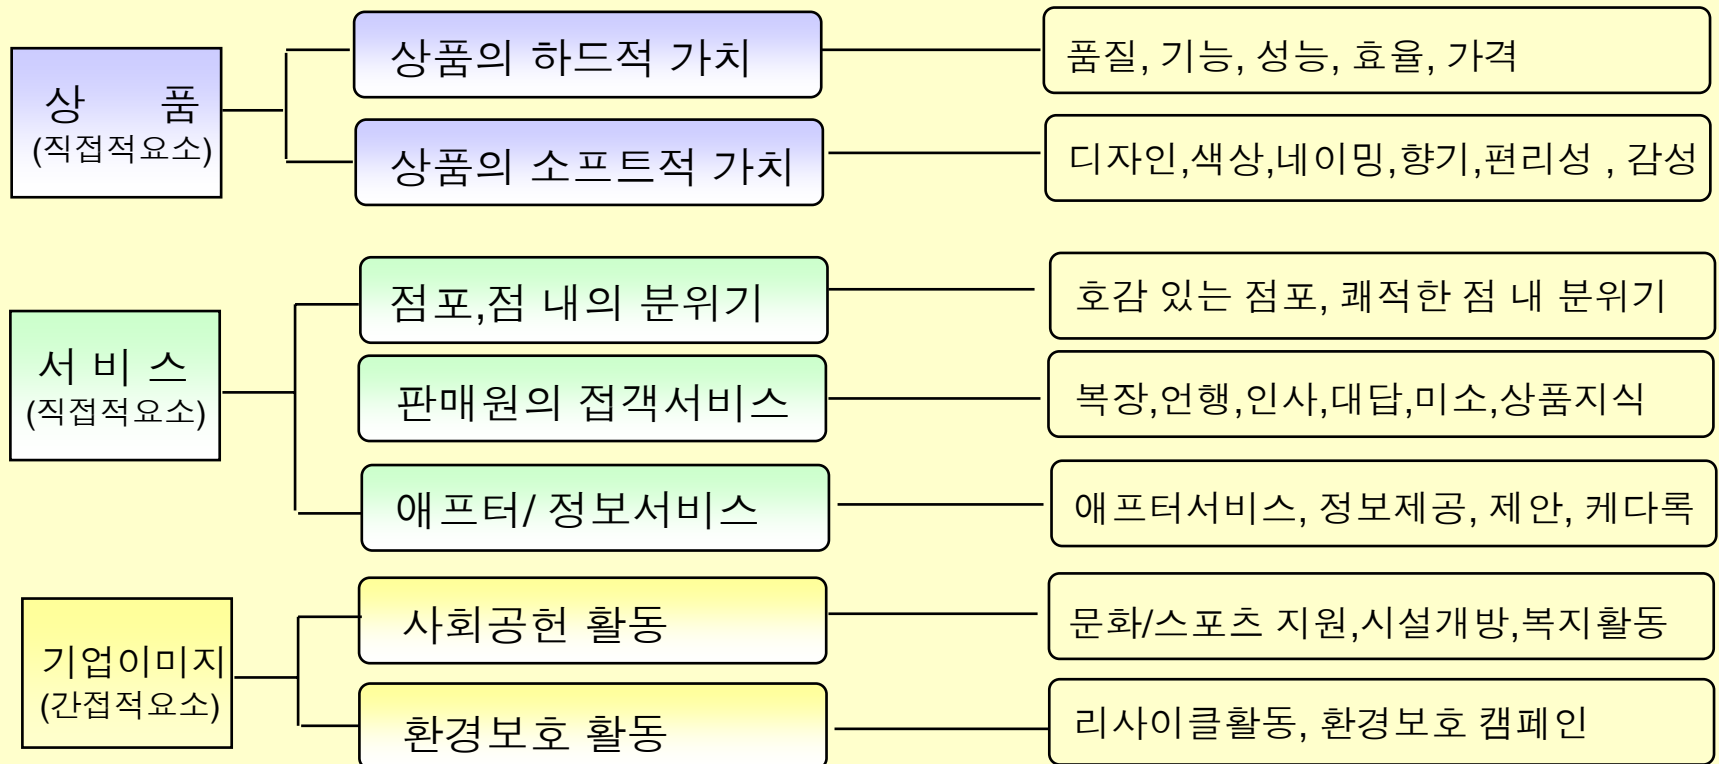 상 품
(직접적요소)
상품의 하드적 가치
품질, 기능, 성능, 효율, 가격
상품의 소프트적 가치
디자인,색상,네이밍,향기,편리성 , 감성
서 비 스
(직접적요소)
점포,점 내의 분위기
호감 있는 점포, 쾌적한 점 내 분위기
판매원의 접객서비스
복장,언행,인사,대답,미소,상품지식
애프터/ 정보서비스
애프터서비스, 정보제공, 제안, 케다록
기업이미지
(간접적요소)
사회공헌 활동
문화/스포츠 지원,시설개방,복지활동
환경보호 활동
리사이클활동, 환경보호 캠페인